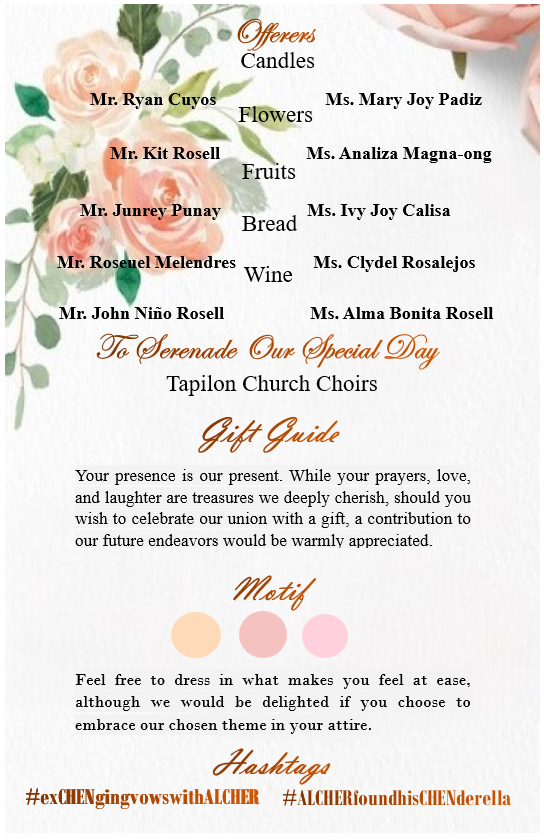 Offerers
Candles
Mr. Ryan Cuyos Ms. Mary Joy Padiz
Flowers
Mr. Kit Rosell Ms. Analiza Magna-ong
Fruits
Mr. Junrey Punay Ms. Ivy Joy Calisa
Bread
Mr. Roseuel Melendres Ms. Clydel Rosalejos
Wine
Mr. John Niño Rosell Ms. Alma Bonita Rosell
To Serenade Our Special Day
Tapilon Church Choirs
Gift Guide
Your presence is our present. While your prayers, love,
and laughter are treasures we deeply cherish, should you
wish to celebrate our union with a gift, a contribution to
our future endeavors would be warmly appreciated.
Motif
Feel free to dress in what makes you feel at ease,
although we would be delighted if you choose to
embrace our chosen theme in your attire.
Hashtags
#exCHENgingvowswithALCHER #ALCHERfoundhisCHENderella